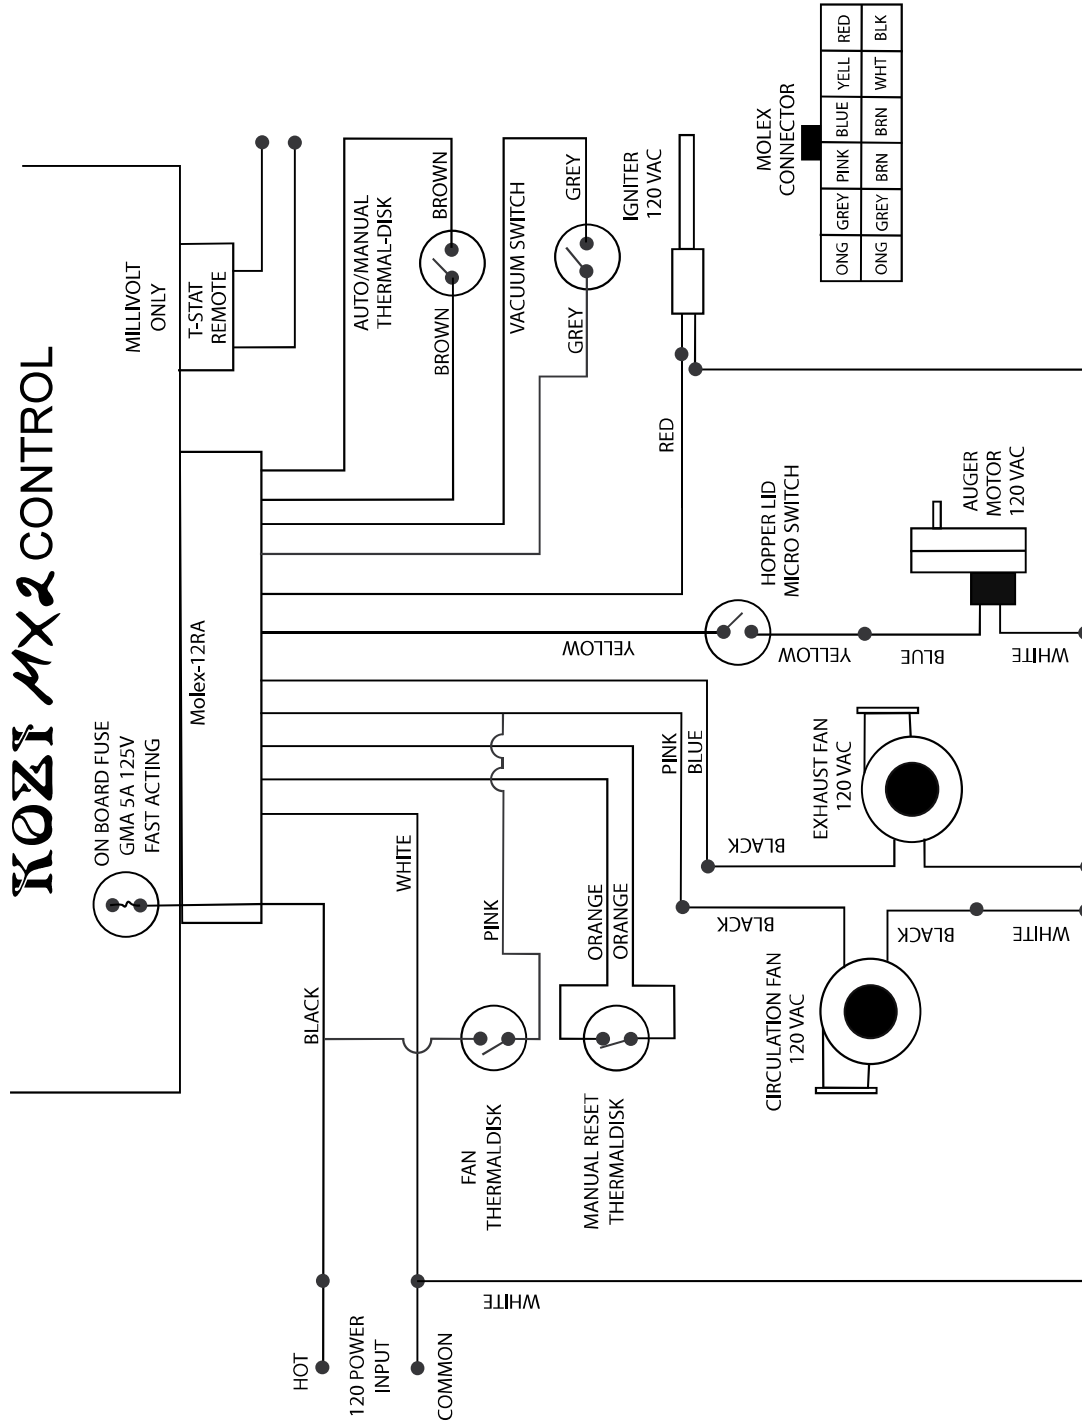 KOZI MX2 CONTROL
ON BOARD FUSE
GMA 5A 125V
FAST ACTING
MILLIVOLT
ONLY
T-STAT
REMOTE
Molex-12RA
AUTO/MANUAL
THERMAL-DISK
BROWN
BROWN
VACUUM SWITCH
GREY
GREY
IGNITER
120 VAC
RED
MOLEX
CONNECTOR
ONG GREY PINK BLUE YELL RED
ONG GREY BRN BRN WHT BLK
HOPPER LID
MICRO SWITCH
YELLOW
YELLOW
BLUE
WHITE
AUGER
MOTOR
120 VAC
PINK
BLUE
BLACK
EXHAUST FAN
120 VAC
BLACK
BLACK
WHITE
CIRCULATION FAN
120 VAC
WHITE
PINK
ORANGE
ORANGE
BLACK
FAN
THERMALDISK
MANUAL RESET
THERMALDISK
HOT
120 POWER
INPUT
COMMON
WHITE